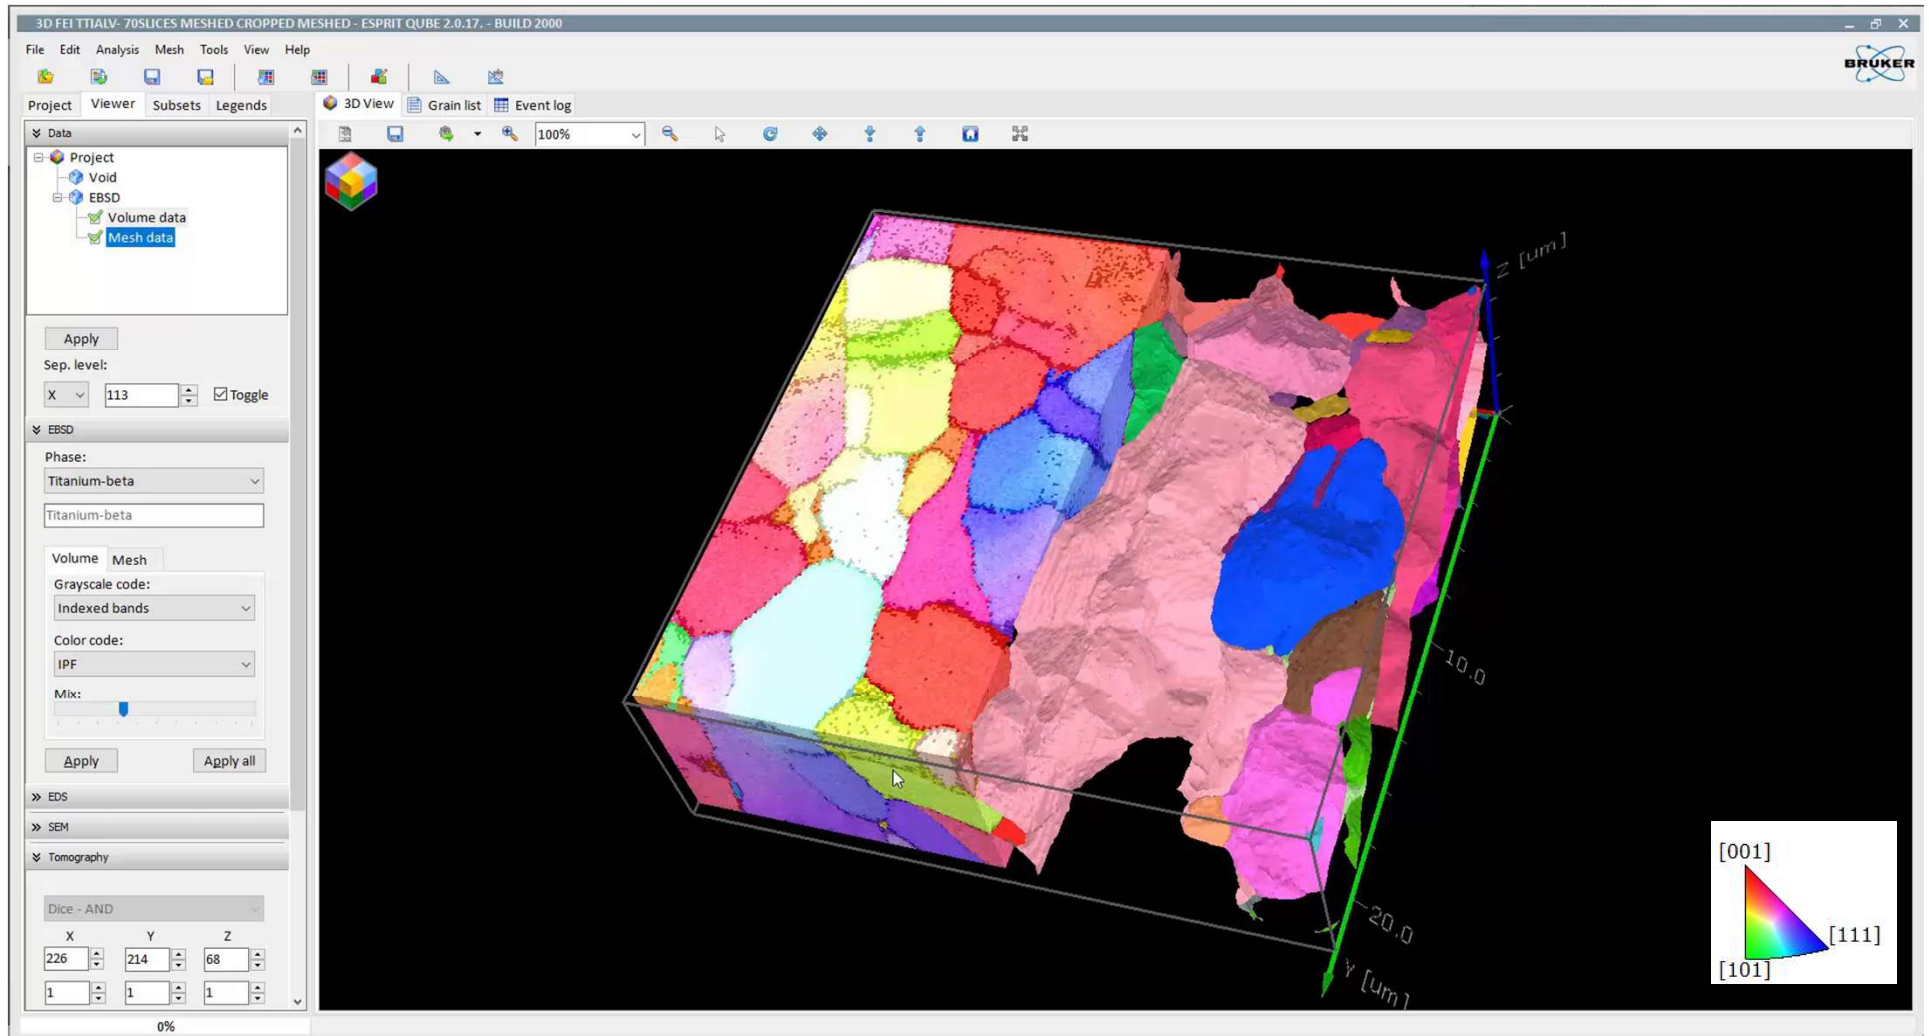 3D FEI TTIALV- 70SLICES MESHED CROPPED MESHED - ESPRIT QUBE 2.0.17. - BUILD 2000
File Edit Analysis Mesh Tools View Help
BRUKER
Project Viewer Subsets Legends
3D View Grain list Event log
Data
100%
Project
Void
EBSD
Volume data
Mesh data
Apply
Sep. level:
X 113 Toggle
EBSD
Phase:
Titanium-beta
Titanium-beta
Volume Mesh
Grayscale code:
Indexed bands
Color code:
IPF
Mix:
Apply Apply all
EDS
SEM
Tomography
Dice - AND
X Y Z
226 214 68
1 1 1
0%
Z [um]
10.0
20.0
Y [um]
[001]
[111]
[101]